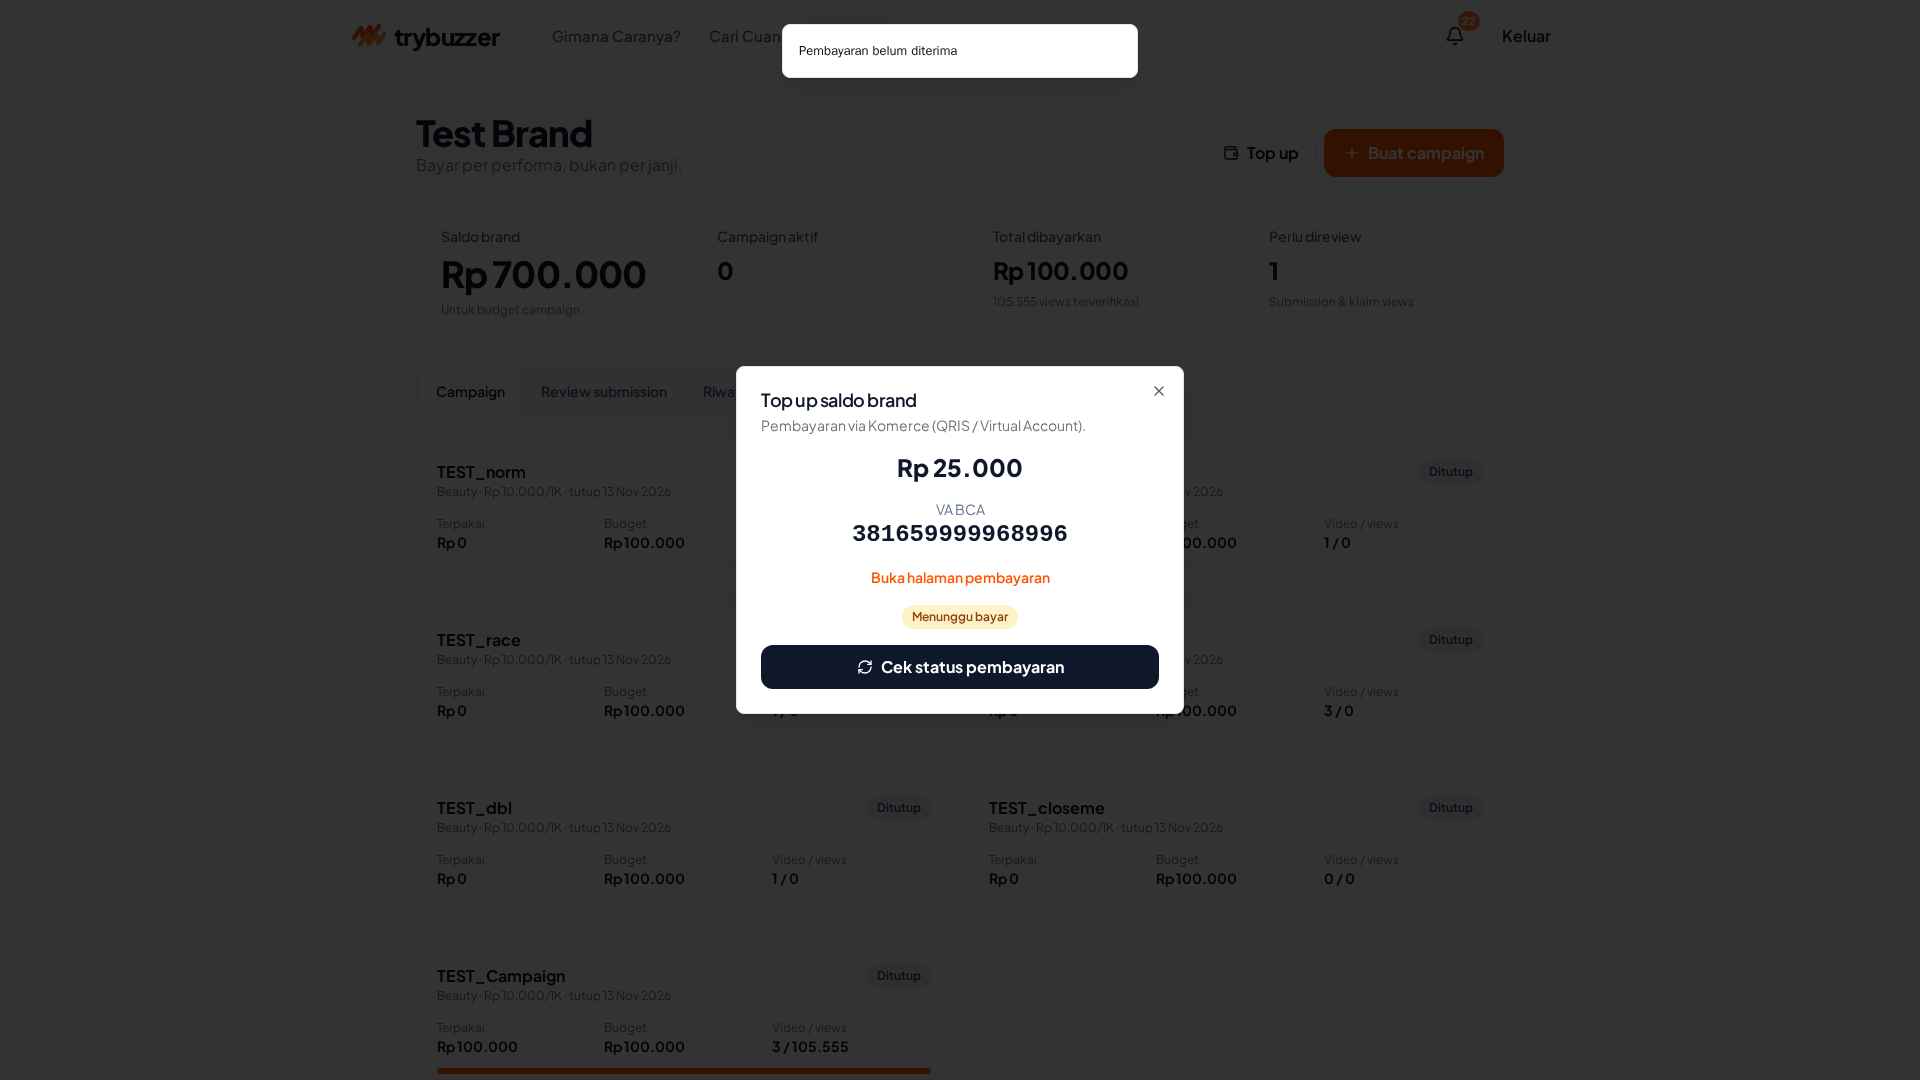 trybuzzer
Gimana Caranya?
Cari Cuan
22
Keluar
Pembayaran belum diterima
Test Brand
Bayar per performa, bukan per janji.
Top up
Buat campaign
Saldo brand
Rp 700.000
Untuk budget campaign
Campaign aktif
0
Total dibayarkan
Rp 100.000
105.555 views terverifikasi
Perlu direview
1
Submission & klaim views
Campaign
Review submission
Top up saldo brand
Pembayaran via Komerce (QRIS / Virtual Account).
Rp 25.000
VA BCA
381659999968996
Buka halaman pembayaran
Menunggu bayar
Cek status pembayaran
TEST_norm
Beauty · Rp 10.000/1K · tutup 13 Nov 2026
Terpakai
Rp 0
Budget
Rp 100.000
2026
Ditutup
00.000
Video / views
1 / 0
TEST_race
Beauty · Rp 10.000/1K · tutup 13 Nov 2026
Terpakai
Rp 0
Budget
Rp 100.000
2026
Ditutup
00.000
Video / views
3 / 0
TEST_dbl
Ditutup
Beauty · Rp 10.000/1K · tutup 13 Nov 2026
Terpakai
Rp 0
Budget
Rp 100.000
Video / views
1 / 0
TEST_closeme
Ditutup
Beauty · Rp 10.000/1K · tutup 13 Nov 2026
Terpakai
Rp 0
Budget
Rp 100.000
Video / views
0 / 0
TEST_Campaign
Ditutup
Beauty · Rp 10.000/1K · tutup 13 Nov 2026
Terpakai
Rp 100.000
Budget
Rp 100.000
Video / views
3 / 105.555